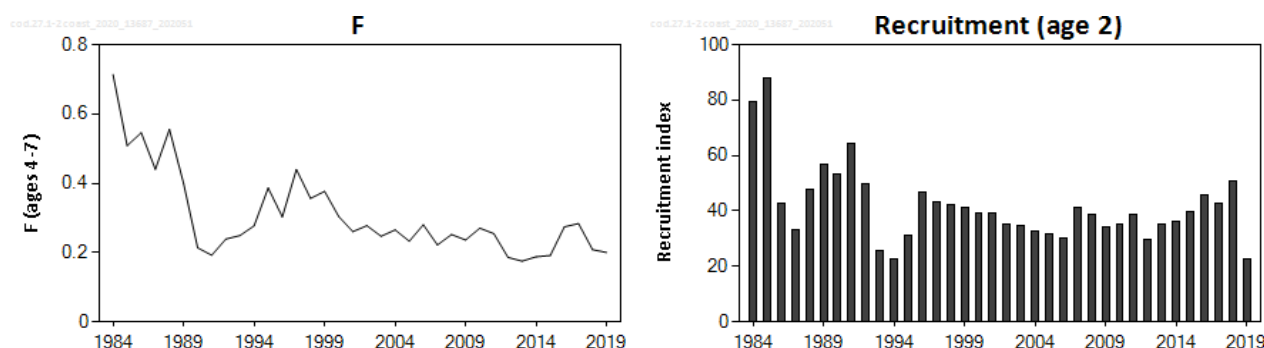 cod.27.1-2coast_2020_13687_202051
F
F (ages 4-7)
0.8
0.6
0.4
0.2
0
1984 1989 1994 1999 2004 2009 2014 2019
cod.27.1-2coast_2020_13687_202051
Recruitment (age 2)
Recruitment index
100
80
60
40
20
0
1984 1989 1994 1999 2004 2009 2014 2019